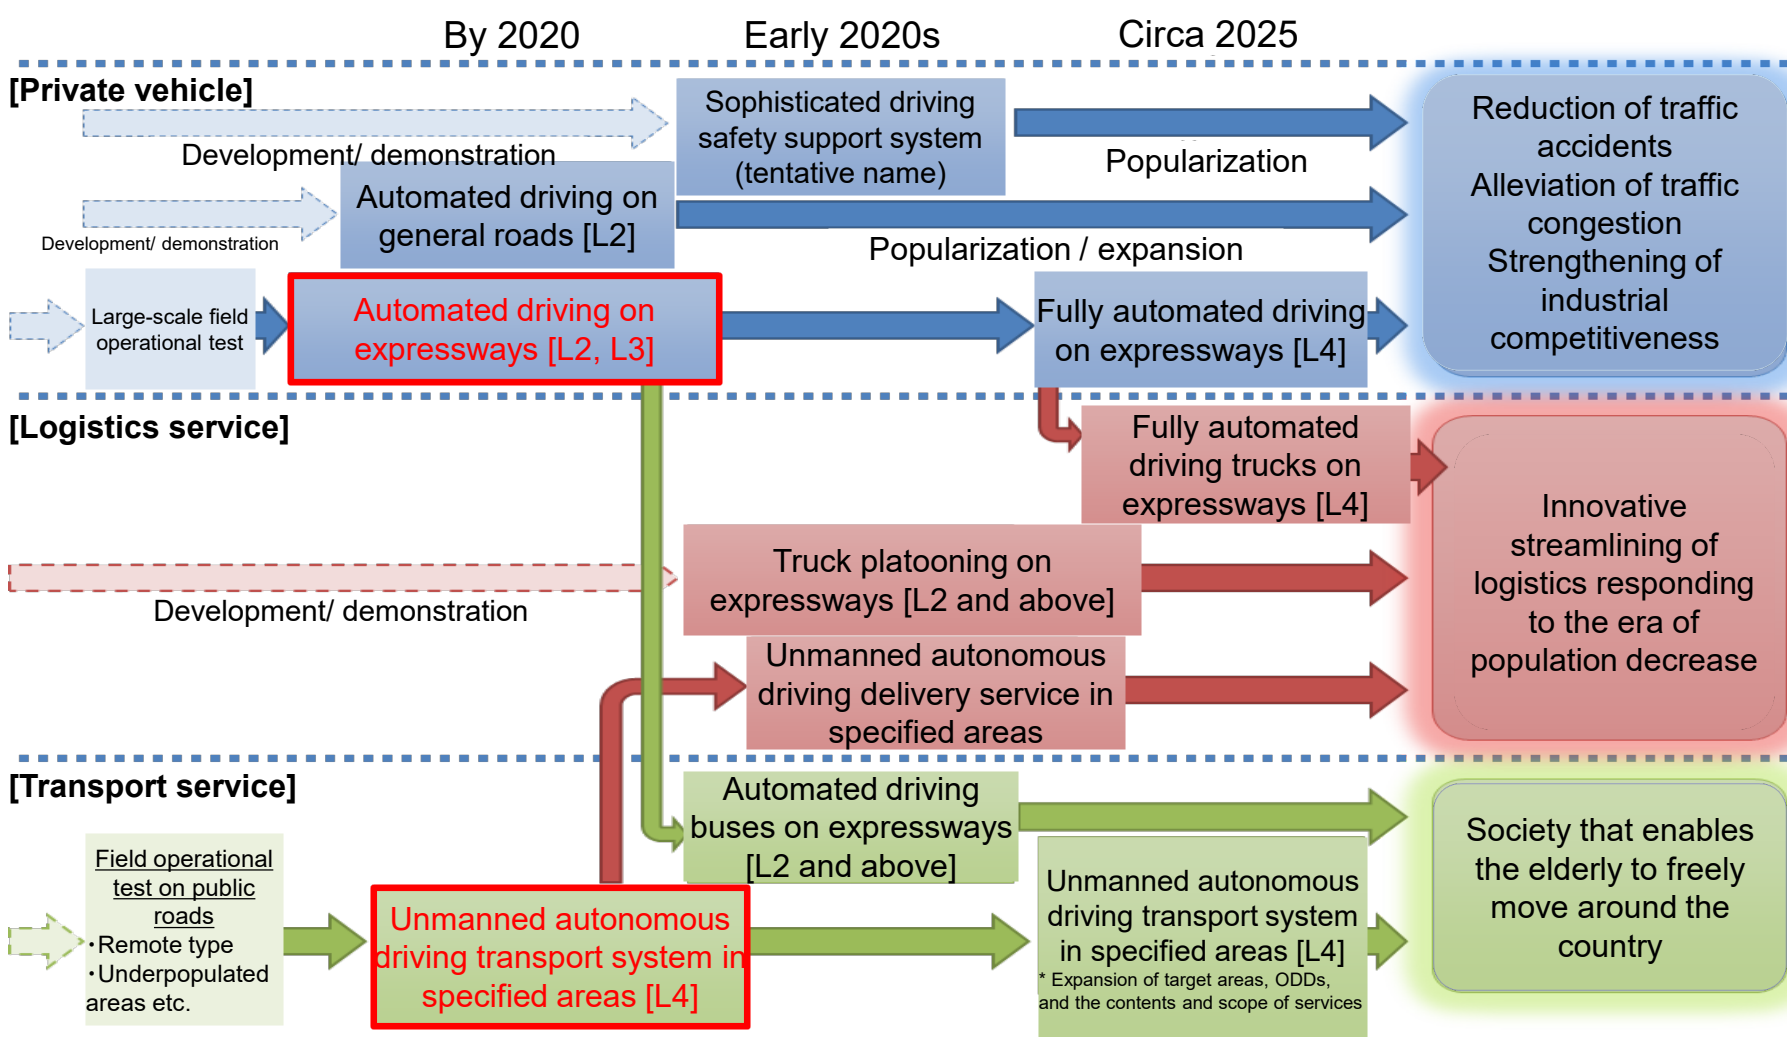 By 2020
Early 2020s
Circa 2025
[Private vehicle]
Development/ demonstration
Sophisticated driving
safety support system
(tentative name)
Popularization
Development/ demonstration
Automated driving on
general roads [L2]
Popularization / expansion
Large-scale field
operational test
Automated driving on
expressways [L2, L3]
Fully automated driving
on expressways [L4]
Reduction of traffic
accidents
Alleviation of traffic
congestion
Strengthening of
industrial
competitiveness
[Logistics service]
Fully automated
driving trucks on
expressways [L4]
Development/ demonstration
Truck platooning on
expressways [L2 and above]
Unmanned autonomous
driving delivery service in
specified areas
Innovative
streamlining of
logistics responding
to the era of
population decrease
[Transport service]
Automated driving
buses on expressways
[L2 and above]
Field operational
test on public
roads
・Remote type
・Underpopulated
areas etc.
Unmanned autonomous
driving transport system in
specified areas [L4]
Unmanned autonomous
driving transport system
in specified areas [L4]
* Expansion of target areas, ODDs,
and the contents and scope of services
Society that enables
the elderly to freely
move around the
country